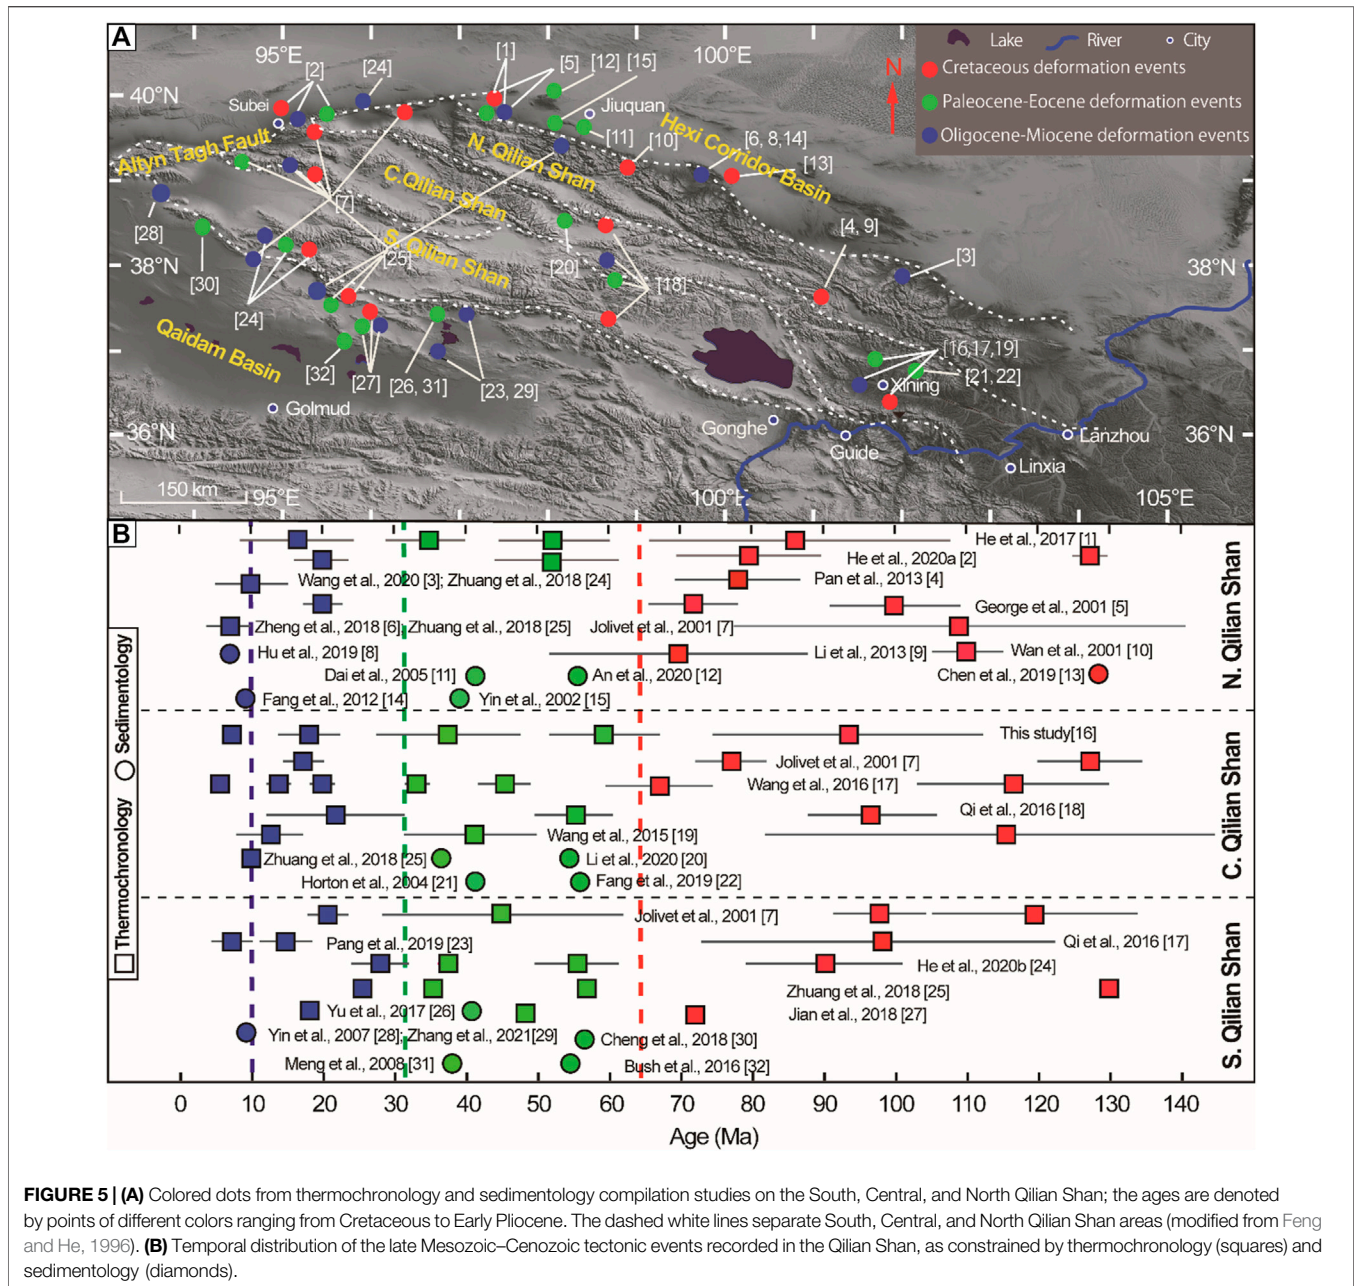 A
95°E
100°E
Lake
River
City
N
Cretaceous deformation events
Paleocene-Eocene deformation events
Oligocene-Miocene deformation events
[1]
[2]
[24]
[5]
[12]
[15]
40°N
Subei
Jiuquan
[11]
[10]
[6, 8,14]
[13]
Hexi Corridor Basin
Altyn Tagh Fault
N. Qilian Shan
C.Qilian Shan
S. Qilian Shan
[7]
[28]
[4, 9]
[3]
38°N
[30]
[25]
[20]
[18]
38°N
[24]
Qaidam Basin
[32]
[27]
[26, 31]
[23, 29]
[16,17,19]
[21, 22]
Xining
Golmud
Gonghe
Guide
Lanzhou
Linxia
36°N
36°N
150 km
95°E
100°E
105°E
B
He et al., 2017 [1]
He et al., 2020a [2]
Wang et al., 2020 [3]; Zhuang et al., 2018 [24]
Pan et al., 2013 [4]
George et al., 2001 [5]
Zheng et al., 2018 [6]; Zhuang et al., 2018 [25]
Jolivet et al., 2001 [7]
Hu et al., 2019 [8]
Li et al., 2013 [9]
Wan et al., 2001 [10]
Dai et al., 2005 [11]
An et al., 2020 [12]
Chen et al., 2019 [13]
Fang et al., 2012 [14]
Yin et al., 2002 [15]
N. Qilian Shan
This study[16]
Jolivet et al., 2001 [7]
Wang et al., 2016 [17]
Qi et al., 2016 [18]
Wang et al., 2015 [19]
Zhuang et al., 2018 [25]
Li et al., 2020 [20]
Horton et al., 2004 [21]
Fang et al., 2019 [22]
C. Qilian Shan
Jolivet et al., 2001 [7]
Pang et al., 2019 [23]
Qi et al., 2016 [17]
He et al., 2020b [24]
Zhuang et al., 2018 [25]
Yu et al., 2017 [26]
Jian et al., 2018 [27]
Yin et al., 2007 [28]; Zhang et al., 2021 [29]
Cheng et al., 2018 [30]
Meng et al., 2008 [31]
Bush et al., 2016 [32]
S. Qilian Shan
Thermochronology
Sedimentology
0 10 20 30 40 50 60 70 80 90 100 110 120 130 140
Age (Ma)
FIGURE 5 | (A) Colored dots from thermochronology and sedimentology compilation studies on the South, Central, and North Qilian Shan; the ages are denoted
by points of different colors ranging from Cretaceous to Early Pliocene. The dashed white lines separate South, Central, and North Qilian Shan areas (modified from Feng
and He, 1996). (B) Temporal distribution of the late Mesozoic–Cenozoic tectonic events recorded in the Qilian Shan, as constrained by thermochronology (squares) and
sedimentology (diamonds).